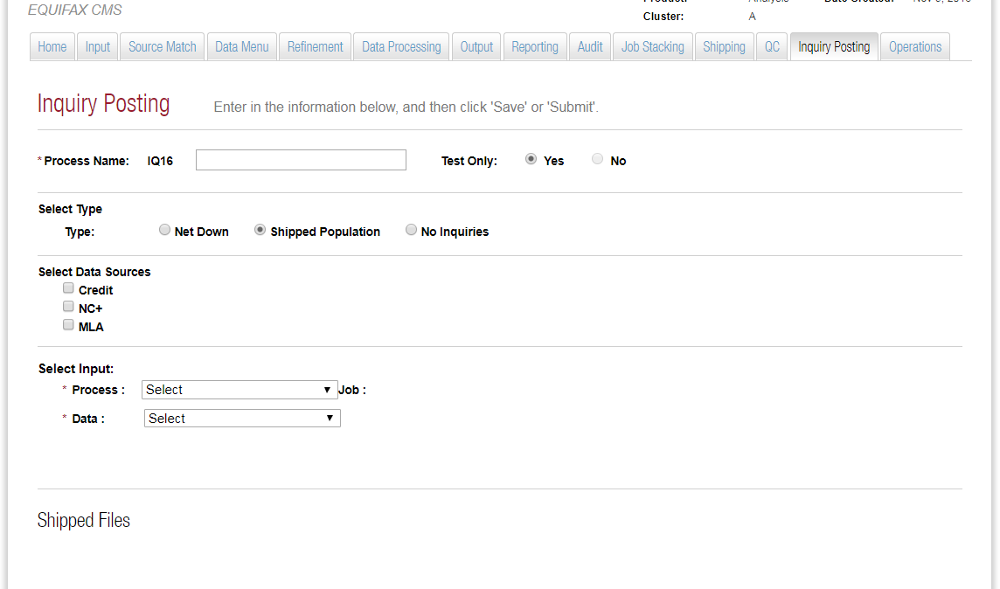 EQUIFAX CMS
Cluster: A
Home Input Source Match Data Menu Refinement Data Processing Output Reporting Audit Job Stacking Shipping QC Inquiry Posting Operations
Inquiry Posting Enter in the information below, and then click 'Save' or 'Submit'.
* Process Name: IQ16 Test Only: Yes No
Select Type
Type: Net Down Shipped Population No Inquiries
Select Data Sources
Credit
NC+
MLA
Select Input:
* Process : Select Job :
* Data : Select
Shipped Files